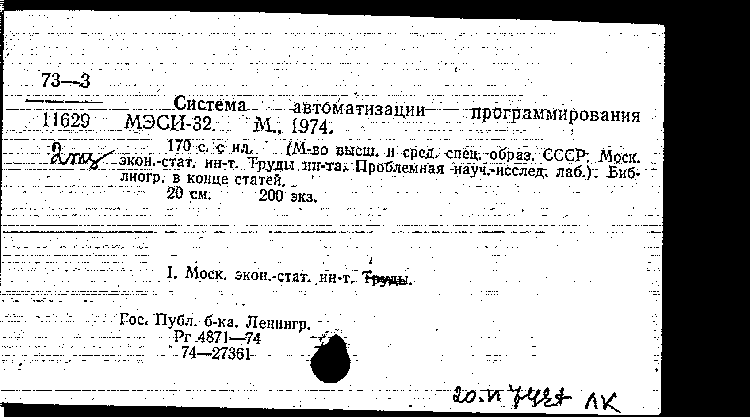 73—3
Система автоматизации программирования
11629 МЭСИ-32. М., 1974.
2тиз
170 с. с ил. (М-во высш. и сред. спец. образ. СССР. Моск.
экон.-стат. ин-т. Труды ин-та. Проблемная науч.-исслед. лаб.). Биб-
лиогр. в конце статей.
20 см. 200 экз.
I. Моск. экон.-стат. ин-т. Труды.
Гос. Публ. б-ка. Ленингр.
Рг 4871—74
74—27361
ЛК